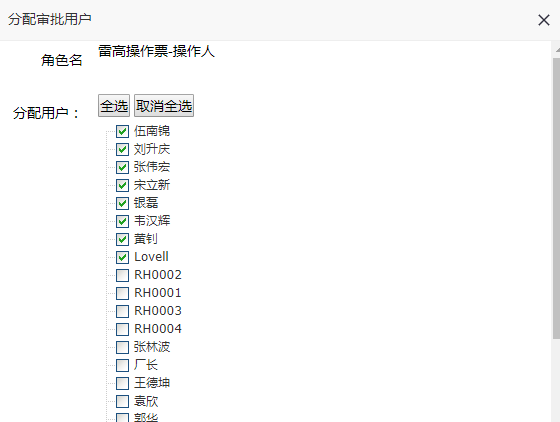 分配审批用户
角色名 雷高操作票-操作人
分配用户： 全选 取消全选
伍南锦
刘升庆
张伟宏
宋立新
银磊
韦汉辉
黄钊
Lovell
RH0002
RH0001
RH0003
RH0004
张林波
厂长
王德坤
袁欣
郭华